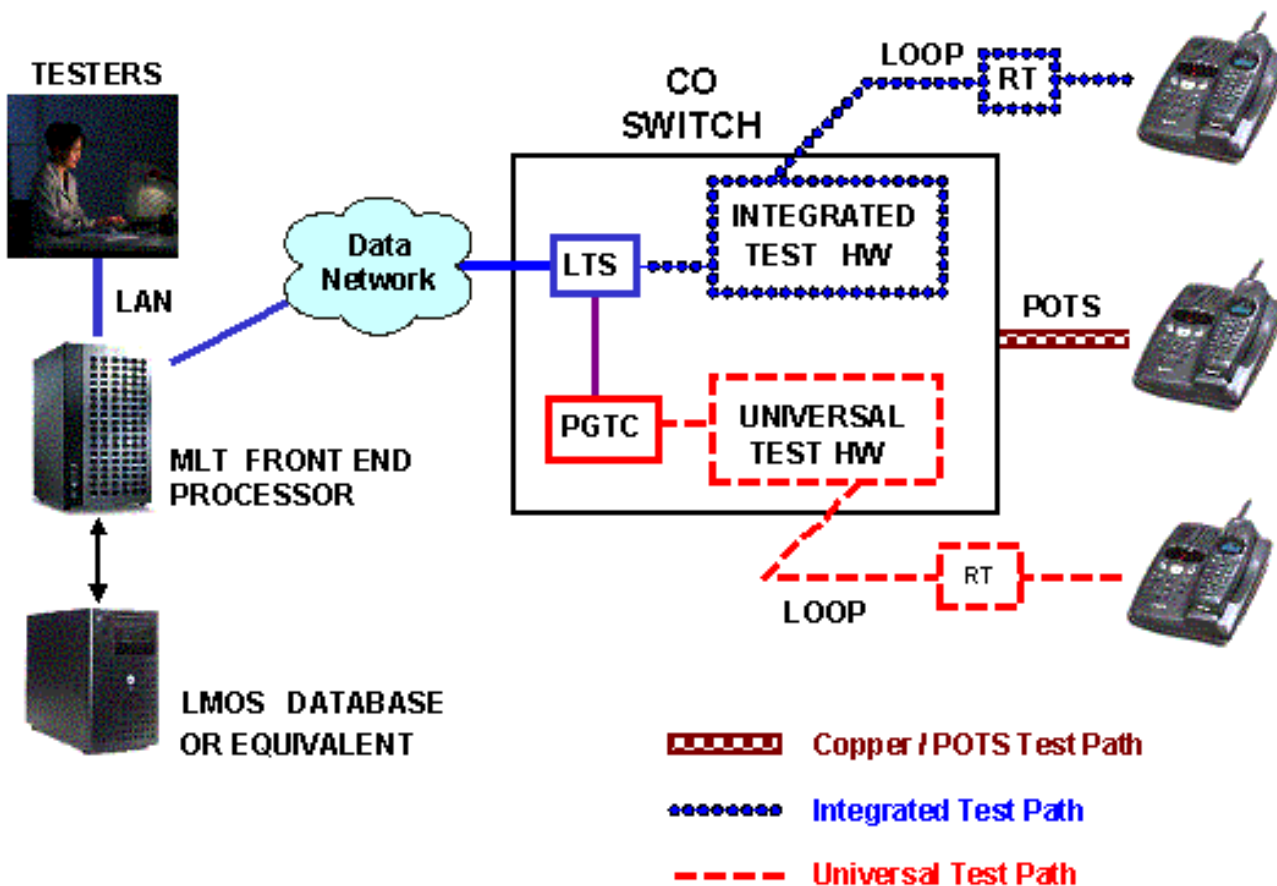 TESTERS
LAN
MLT FRONT END
PROCESSOR
LMOS DATABASE
OR EQUIVALENT
Data
Network
CO
SWITCH
LTS
INTEGRATED
TEST HW
PGTC
UNIVERSAL
TEST HW
LOOP
RT
POTS
LOOP
RT
Copper / POTS Test Path
Integrated Test Path
Universal Test Path